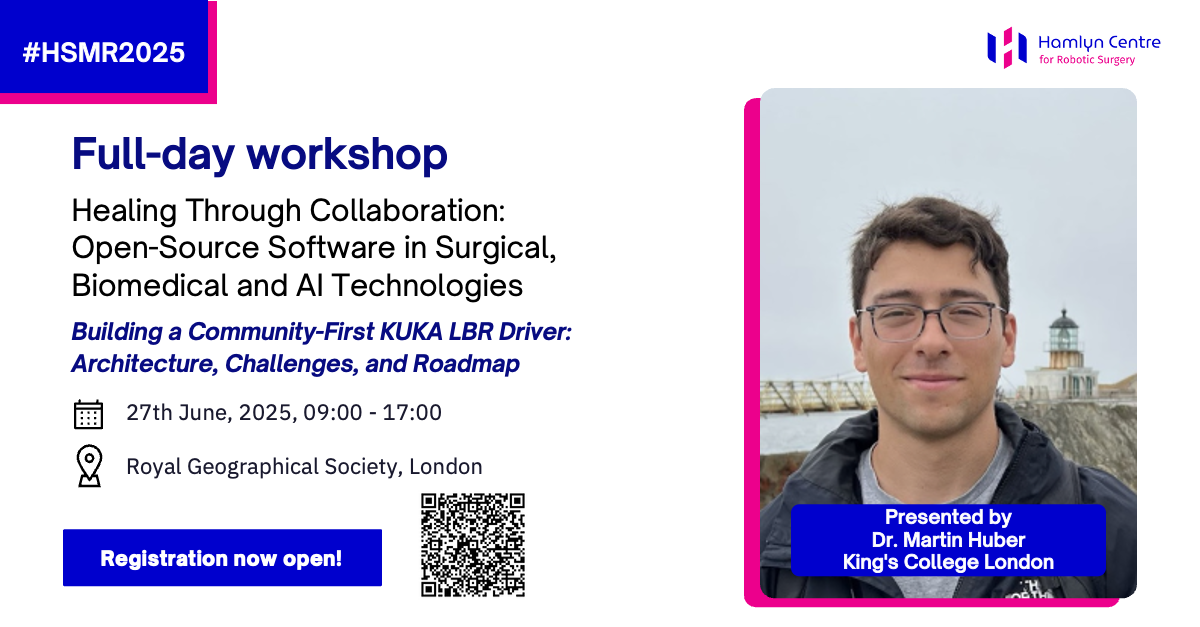 #HSMR2025
Hamlyn Centre
for Robotic Surgery
Full-day workshop
Healing Through Collaboration:
Open-Source Software in Surgical,
Biomedical and AI Technologies
Building a Community-First KUKA LBR Driver:
Architecture, Challenges, and Roadmap
27th June, 2025, 09:00 - 17:00
Royal Geographical Society, London
Registration now open!
Presented by
Dr. Martin Huber
King's College London